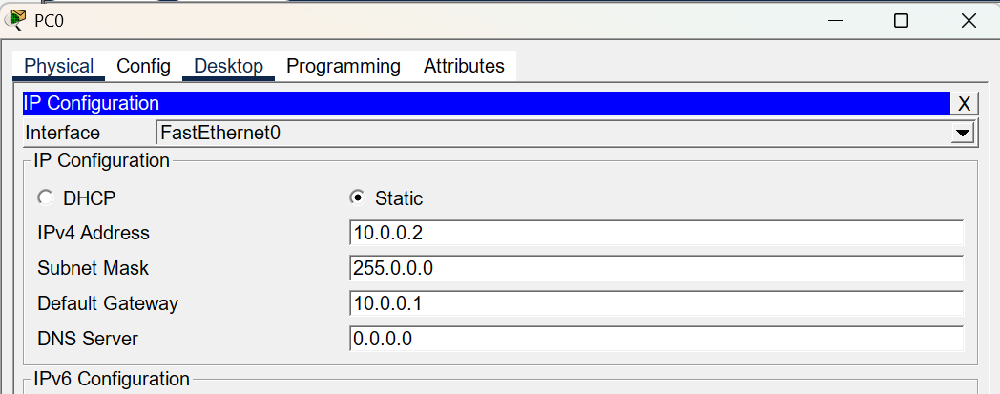 PC0
Physical Config Desktop Programming Attributes
IP Configuration X
Interface FastEthernet0
IP Configuration
DHCP Static
IPv4 Address 10.0.0.2
Subnet Mask 255.0.0.0
Default Gateway 10.0.0.1
DNS Server 0.0.0.0
IPv6 Configuration